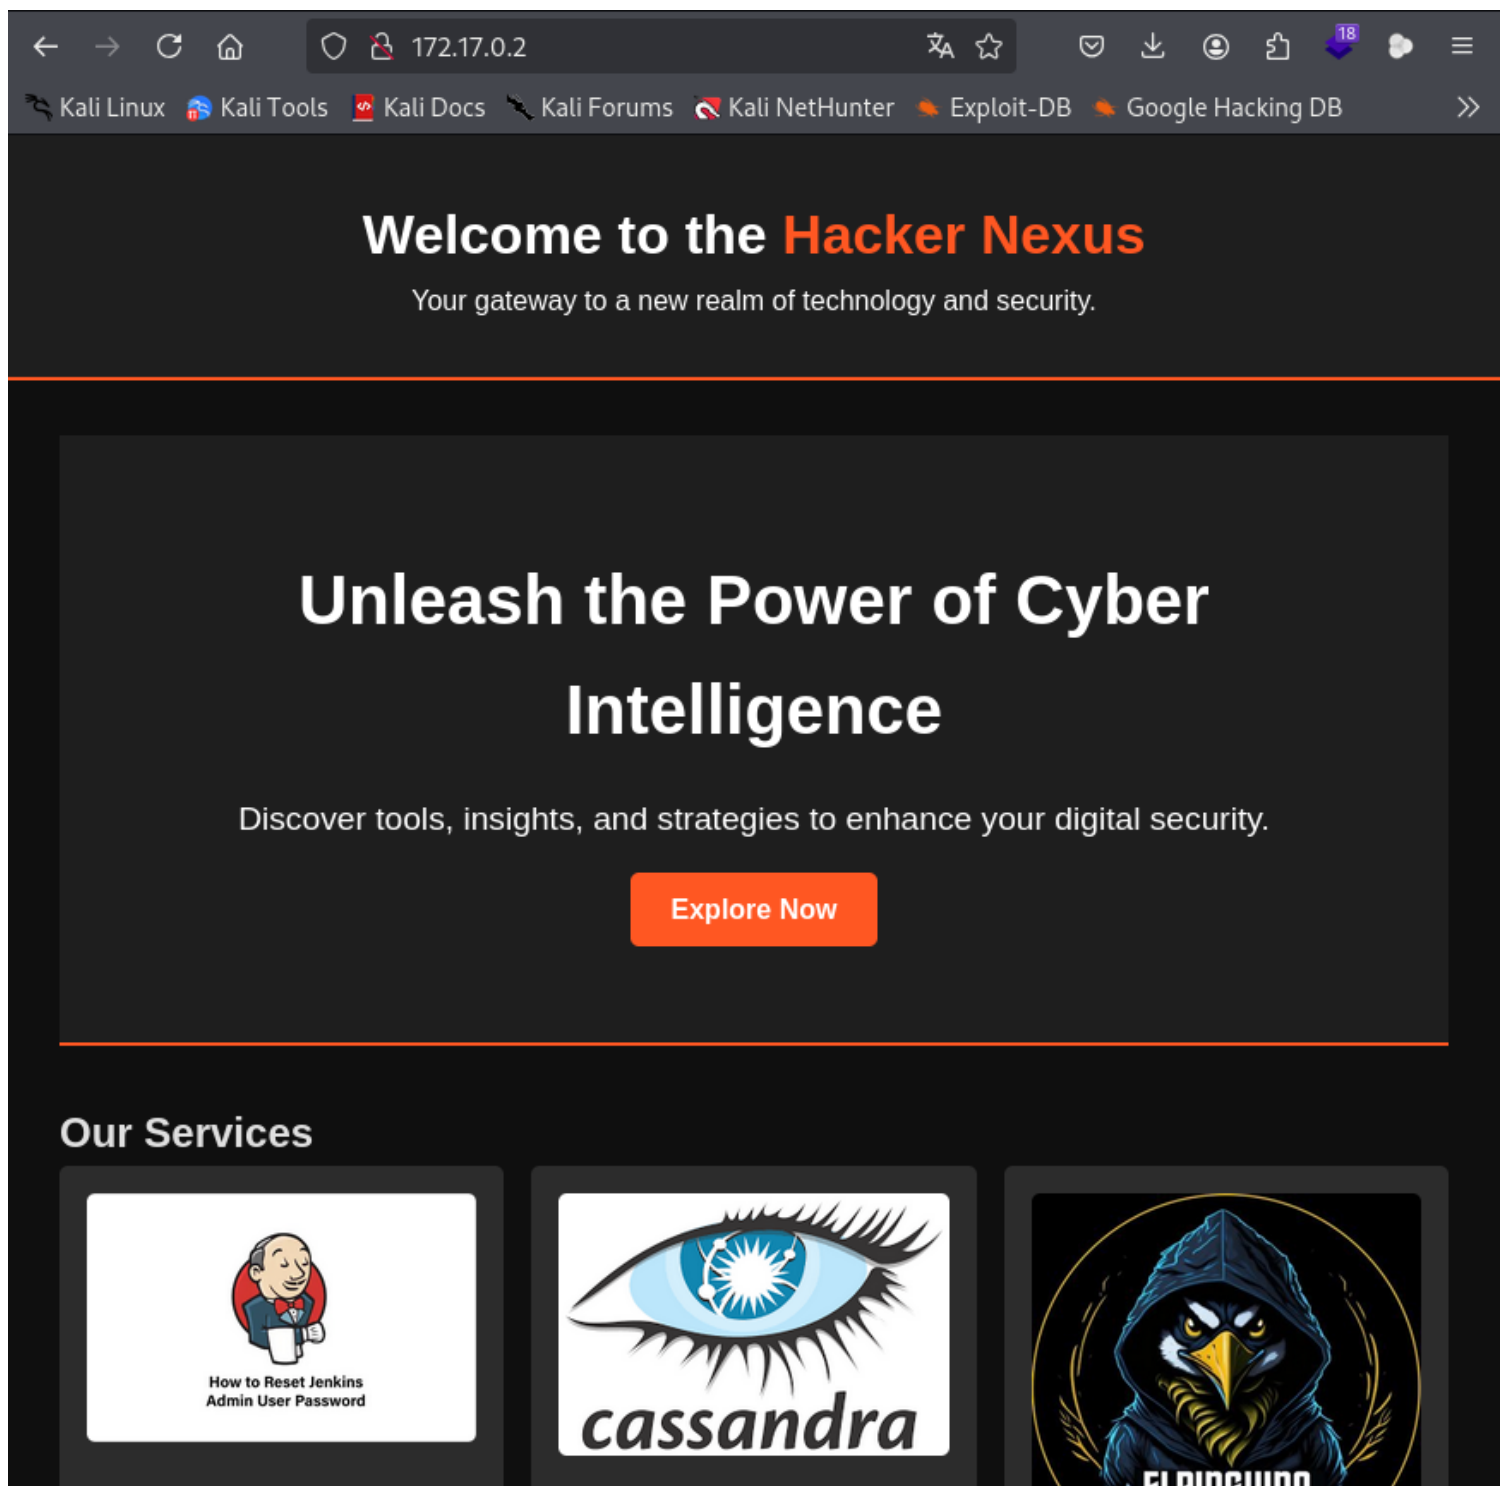 18
172.17.0.2
Kali Linux Kali Tools Kali Docs Kali Forums Kali NetHunter Exploit-DB Google Hacking DB
Welcome to the Hacker Nexus
Your gateway to a new realm of technology and security.
Unleash the Power of Cyber
Intelligence
Discover tools, insights, and strategies to enhance your digital security.
Explore Now
Our Services
How to Reset Jenkins
Admin User Password
cassandra
EL PINGUINO